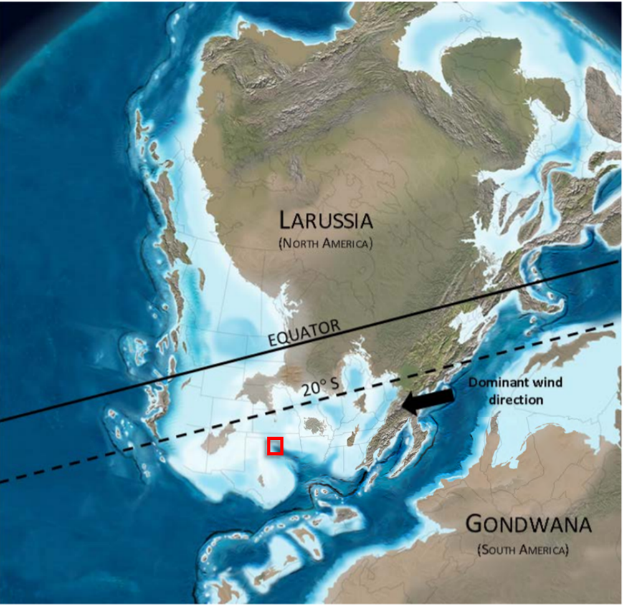 LARUSSIA
(NORTH AMERICA)
EQUATOR
20° S
Dominant wind
direction
GONDWANA
(SOUTH AMERICA)